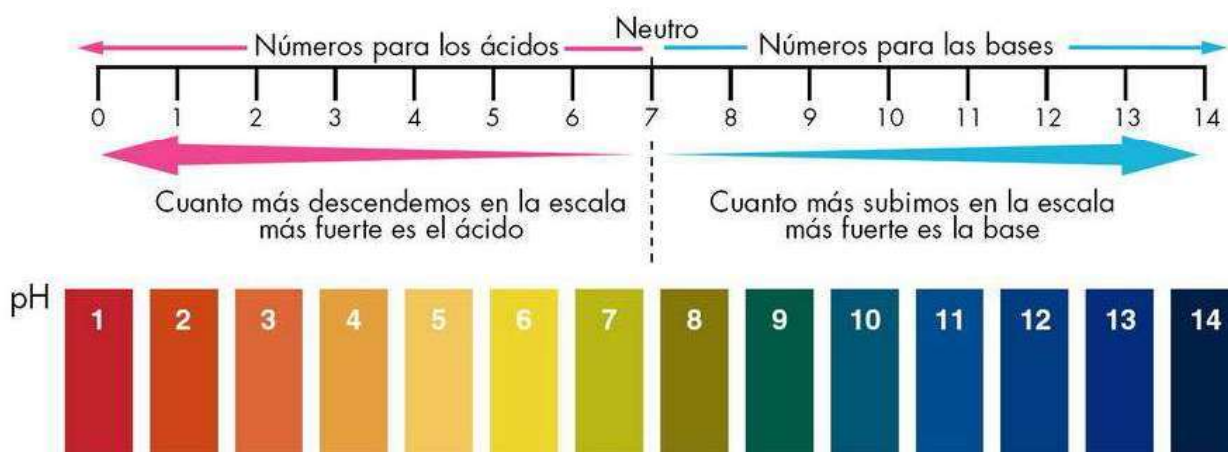 Neutro
Números para los ácidos Números para las bases
0 1 2 3 4 5 6 7 8 9 10 11 12 13 14
Cuanto más descendemos en la escala
más fuerte es el ácido
Cuanto más subimos en la escala
más fuerte es la base
pH 1 2 3 4 5 6 7 8 9 10 11 12 13 14